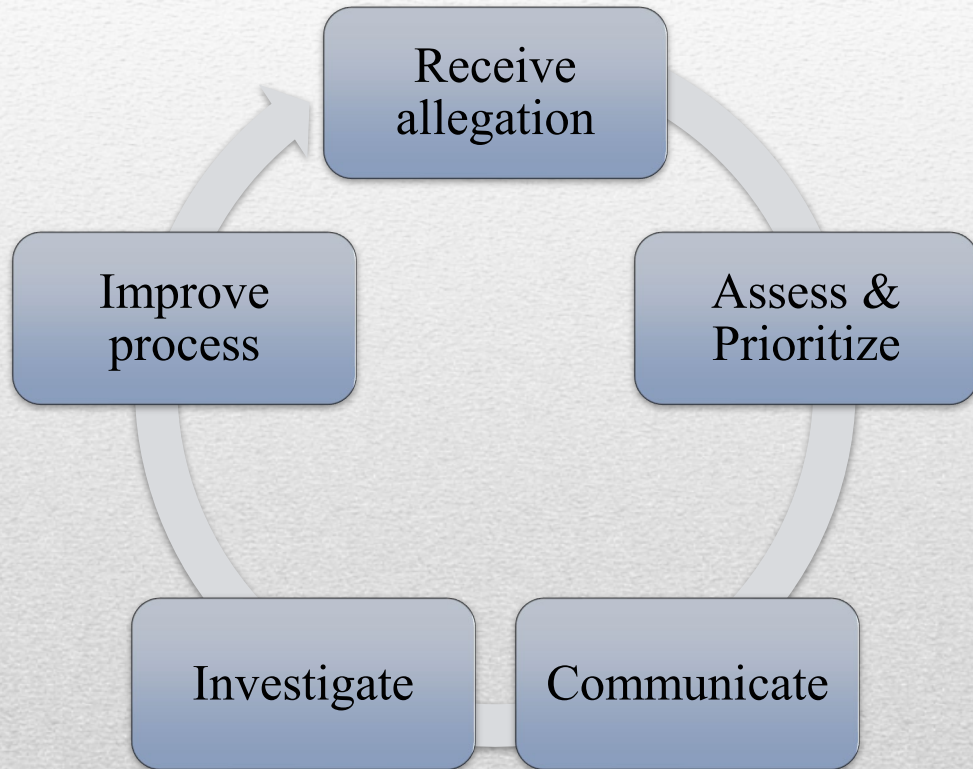 Receive
allegation
Assess &
Prioritize
Communicate
Investigate
Improve
process